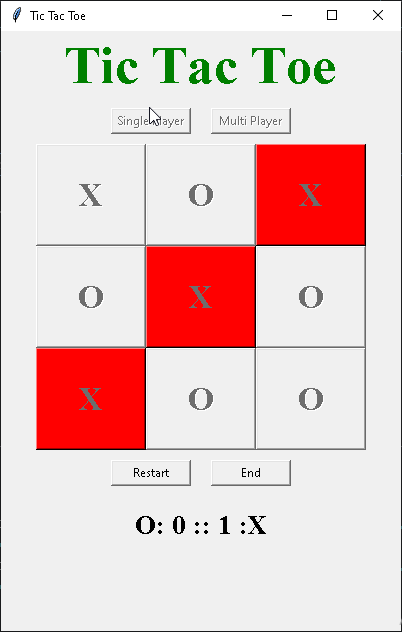 Tic Tac Toe
Tic Tac Toe
Single Player Multi Player
X O X
O X O
X O O
Restart End
O: 0 :: 1 :X